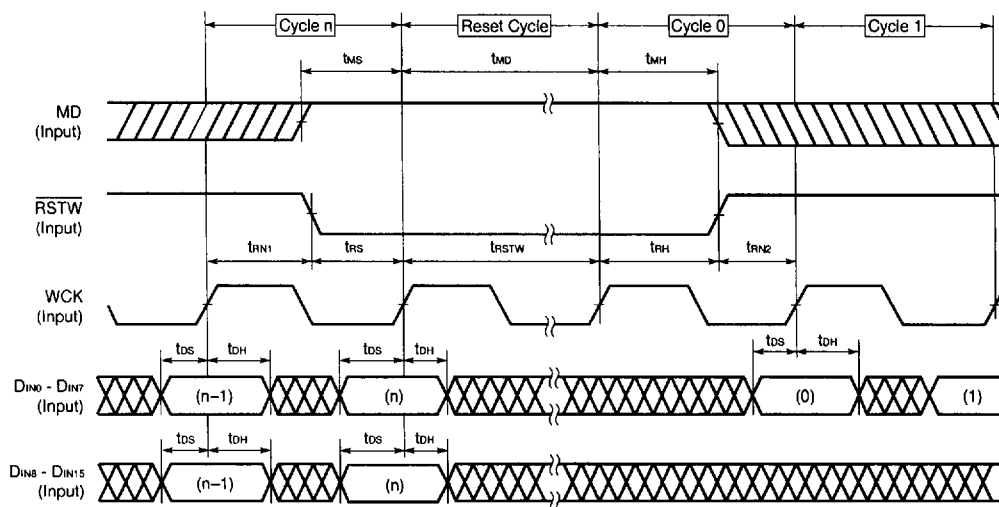 Cycle n Reset Cycle Cycle 0 Cycle 1
tMS tMD tMH
MD
(Input)
RSTW
(Input)
tRN1 tRS tRSTW tRH tRN2
WCK
(Input)
tDS tDH tDS tDH tDS tDH
DIN0 - DIN7
(Input)
(n−1) (n) (0) (1)
tDS tDH tDS tDH
DIN8 - DIN15
(Input)
(n−1) (n)